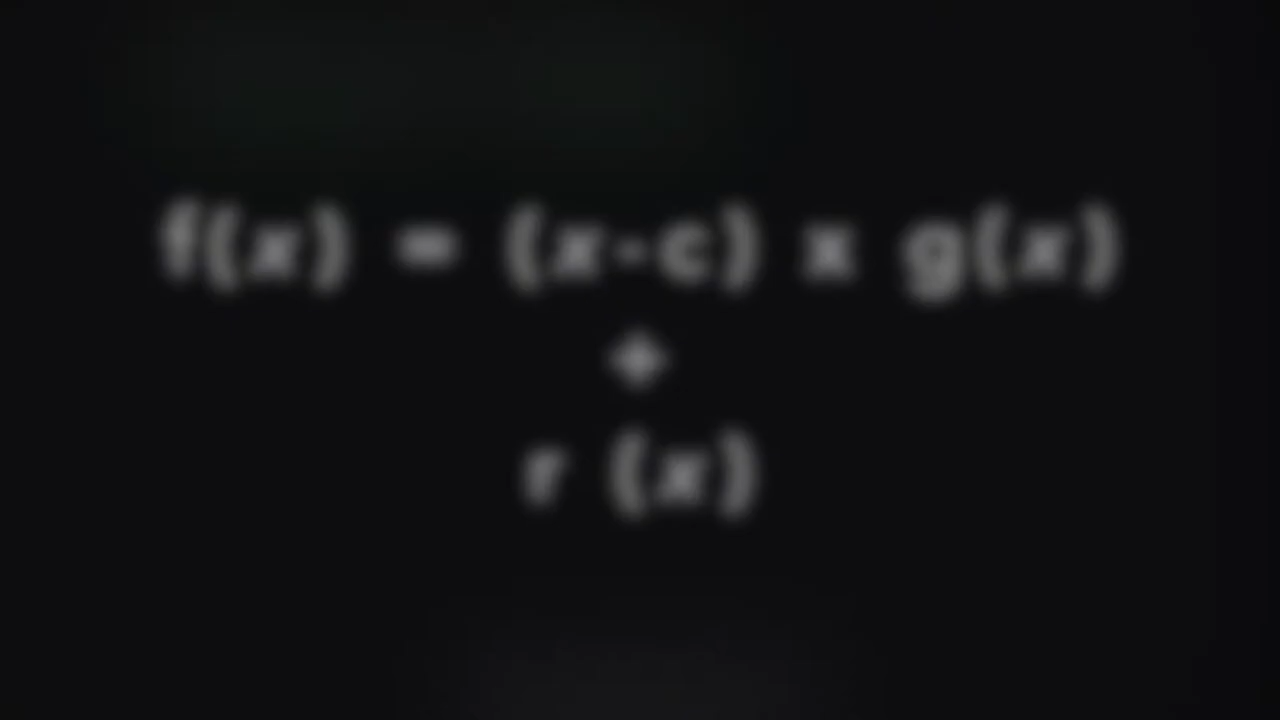 f(x) = (x-c) x g(x)
+
r (x)